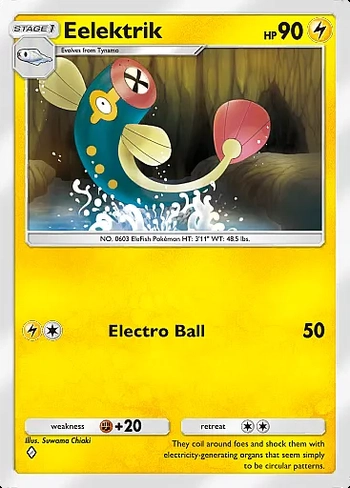 STAGE 1
Eelektrik
HP 90
Evolves from Tynamo
NO. 0603 EleFish Pokémon HT: 3'11" WT: 48.5 lbs.
Electro Ball 50
weakness +20 retreat
Illus. Suwama Chiaki
They coil around foes and shock them with
electricity-generating organs that seem simply
to be circular patterns.